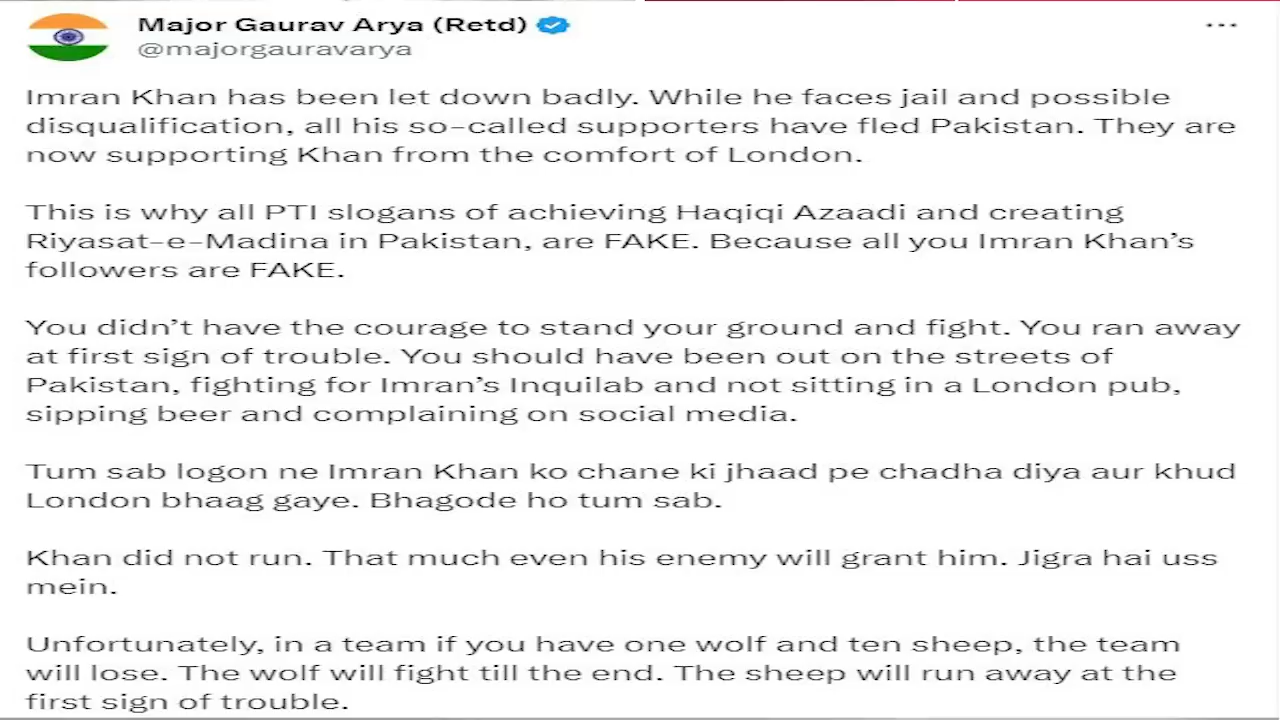 Major Gaurav Arya (Retd)
@majorgauravarya
Imran Khan has been let down badly. While he faces jail and possible
disqualification, all his so-called supporters have fled Pakistan. They are
now supporting Khan from the comfort of London.
This is why all PTI slogans of achieving Haqiqi Azaadi and creating
Riyasat-e-Madina in Pakistan, are FAKE. Because all you Imran Khan’s
followers are FAKE.
You didn’t have the courage to stand your ground and fight. You ran away
at first sign of trouble. You should have been out on the streets of
Pakistan, fighting for Imran’s Inquilab and not sitting in a London pub,
sipping beer and complaining on social media.
Tum sab logon ne Imran Khan ko chane ki jhaad pe chadha diya aur khud
London bhaag gaye. Bhagode ho tum sab.
Khan did not run. That much even his enemy will grant him. Jigra hai uss
mein.
Unfortunately, in a team if you have one wolf and ten sheep, the team
will lose. The wolf will fight till the end. The sheep will run away at the
first sign of trouble.